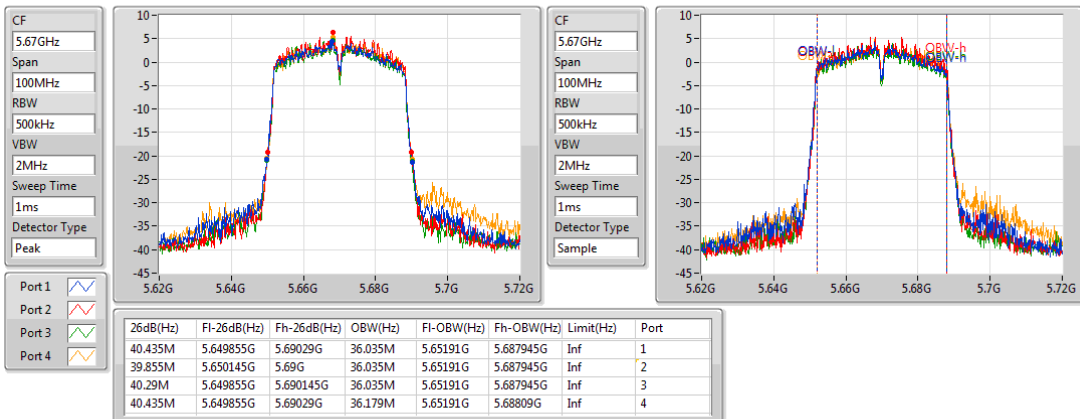 CF
5.67GHz
Span
100MHz
RBW
500kHz
VBW
2MHz
Sweep Time
1ms
Detector Type
Peak
10
5
0
-5
-10
-15
-20
-25
-30
-35
-40
-45
5.62G 5.64G 5.66G 5.68G 5.7G 5.72G
CF
5.67GHz
Span
100MHz
RBW
500kHz
VBW
2MHz
Sweep Time
1ms
Detector Type
Sample
10
5
0
-5
-10
-15
-20
-25
-30
-35
-40
-45
OBW-
OBW-h
OBW-h
5.62G 5.64G 5.66G 5.68G 5.7G 5.72G
Port 1
Port 2
Port 3
Port 4
26dB(Hz) Fl-26dB(Hz) Fh-26dB(Hz) OBW(Hz) Fl-OBW(Hz) Fh-OBW(Hz) Limit(Hz) Port
40.435M 5.649855G 5.69029G 36.035M 5.65191G 5.687945G Inf 1
39.855M 5.650145G 5.69G 36.035M 5.65191G 5.687945G Inf 2
40.29M 5.649855G 5.690145G 36.035M 5.65191G 5.687945G Inf 3
40.435M 5.649855G 5.69029G 36.179M 5.65191G 5.68809G Inf 4